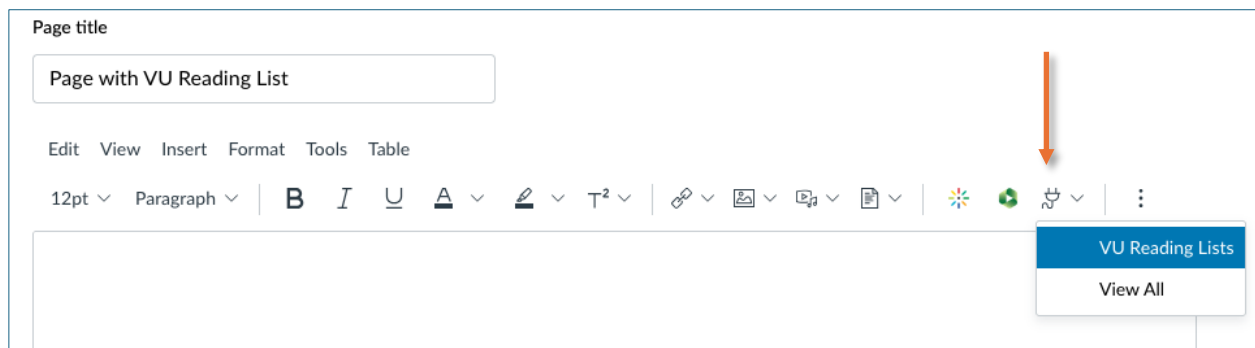 Page title
Page with VU Reading List
Edit View Insert Format Tools Table
12pt Paragraph B I U A T²
VU Reading Lists
View All